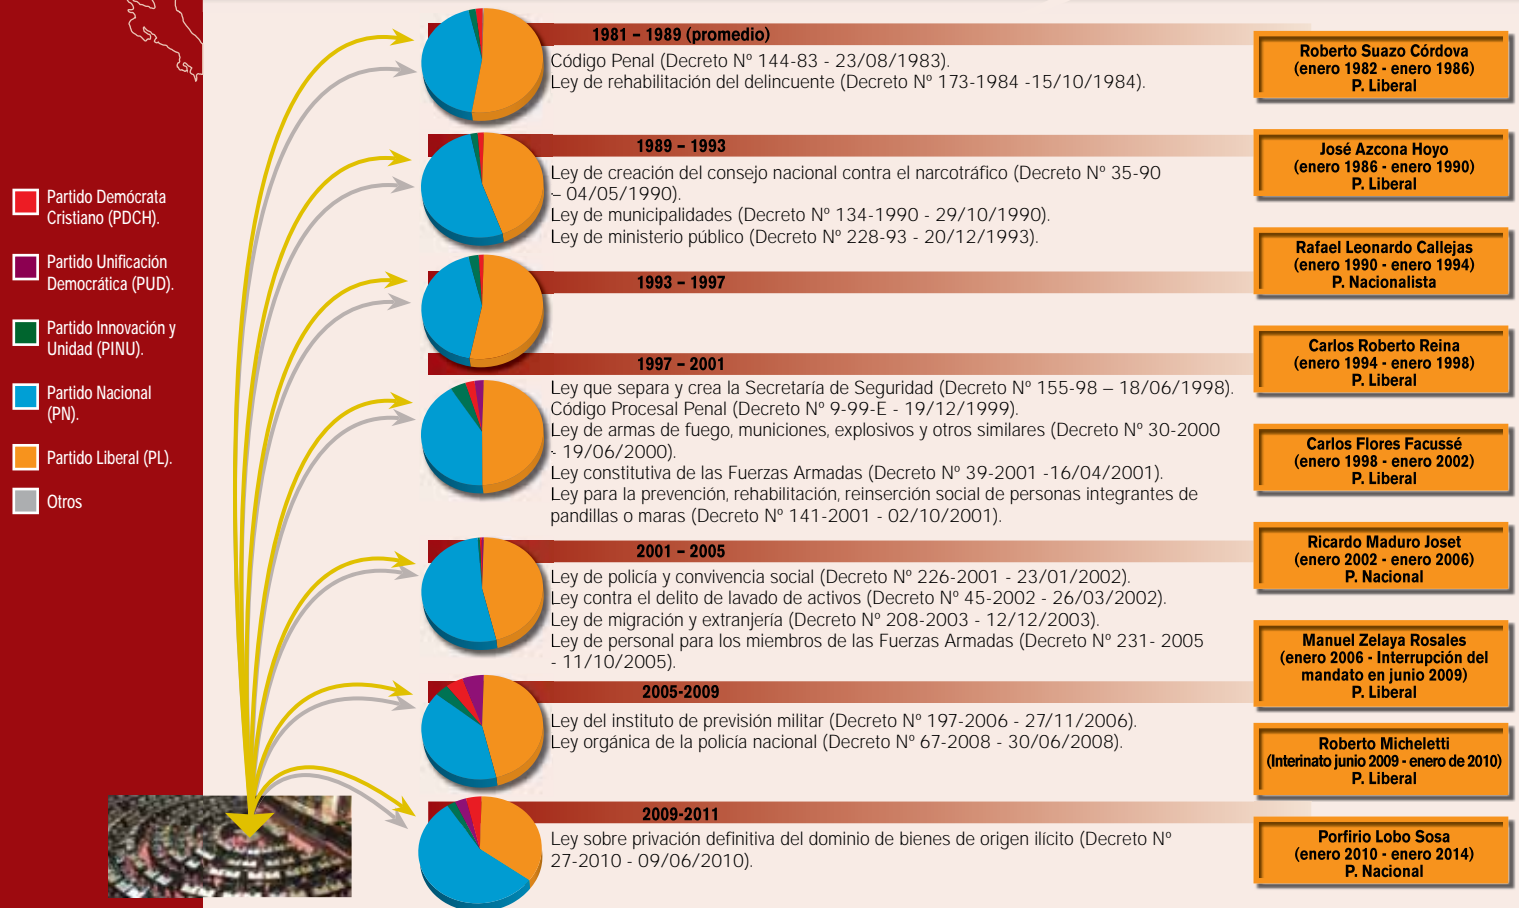 Partido Demócrata
Cristiano (PDCH).
Partido Unificación
Democrática (PUD).
Partido Innovación y
Unidad (PINU).
Partido Nacional
(PN).
Partido Liberal (PL).
Otros
1981 – 1989 (promedio)
Código Penal (Decreto Nº 144-83 - 23/08/1983).
Ley de rehabilitación del delincuente (Decreto Nº 173-1984 -15/10/1984).
1989 – 1993
Ley de creación del consejo nacional contra el narcotráfico (Decreto Nº 35-90
– 04/05/1990).
Ley de municipalidades (Decreto Nº 134-1990 - 29/10/1990).
Ley de ministerio público (Decreto Nº 228-93 - 20/12/1993).
1993 – 1997
1997 – 2001
Ley que separa y crea la Secretaría de Seguridad (Decreto Nº 155-98 – 18/06/1998).
Código Procesal Penal (Decreto Nº 9-99-E - 19/12/1999).
Ley de armas de fuego, municiones, explosivos y otros similares (Decreto Nº 30-2000
- 19/06/2000).
Ley constitutiva de las Fuerzas Armadas (Decreto Nº 39-2001 -16/04/2001).
Ley para la prevención, rehabilitación, reinserción social de personas integrantes de
pandillas o maras (Decreto Nº 141-2001 - 02/10/2001).
2001 – 2005
Ley de policía y convivencia social (Decreto Nº 226-2001 - 23/01/2002).
Ley contra el delito de lavado de activos (Decreto Nº 45-2002 - 26/03/2002).
Ley de migración y extranjería (Decreto Nº 208-2003 - 12/12/2003).
Ley de personal para los miembros de las Fuerzas Armadas (Decreto Nº 231- 2005
- 11/10/2005).
2005-2009
Ley del instituto de previsión militar (Decreto Nº 197-2006 - 27/11/2006).
Ley orgánica de la policía nacional (Decreto Nº 67-2008 - 30/06/2008).
2009-2011
Ley sobre privación definitiva del dominio de bienes de origen ilícito (Decreto Nº
27-2010 - 09/06/2010).
Roberto Suazo Córdova
(enero 1982 - enero 1986)
P. Liberal
José Azcona Hoyo
(enero 1986 - enero 1990)
P. Liberal
Rafael Leonardo Callejas
(enero 1990 - enero 1994)
P. Nacionalista
Carlos Roberto Reina
(enero 1994 - enero 1998)
P. Liberal
Carlos Flores Facussé
(enero 1998 - enero 2002)
P. Liberal
Ricardo Maduro Joset
(enero 2002 - enero 2006)
P. Nacional
Manuel Zelaya Rosales
(enero 2006 - Interrupción del
mandato en junio 2009)
P. Liberal
Roberto Micheletti
(Interinato junio 2009 - enero de 2010)
P. Liberal
Porfirio Lobo Sosa
(enero 2010 - enero 2014)
P. Nacional